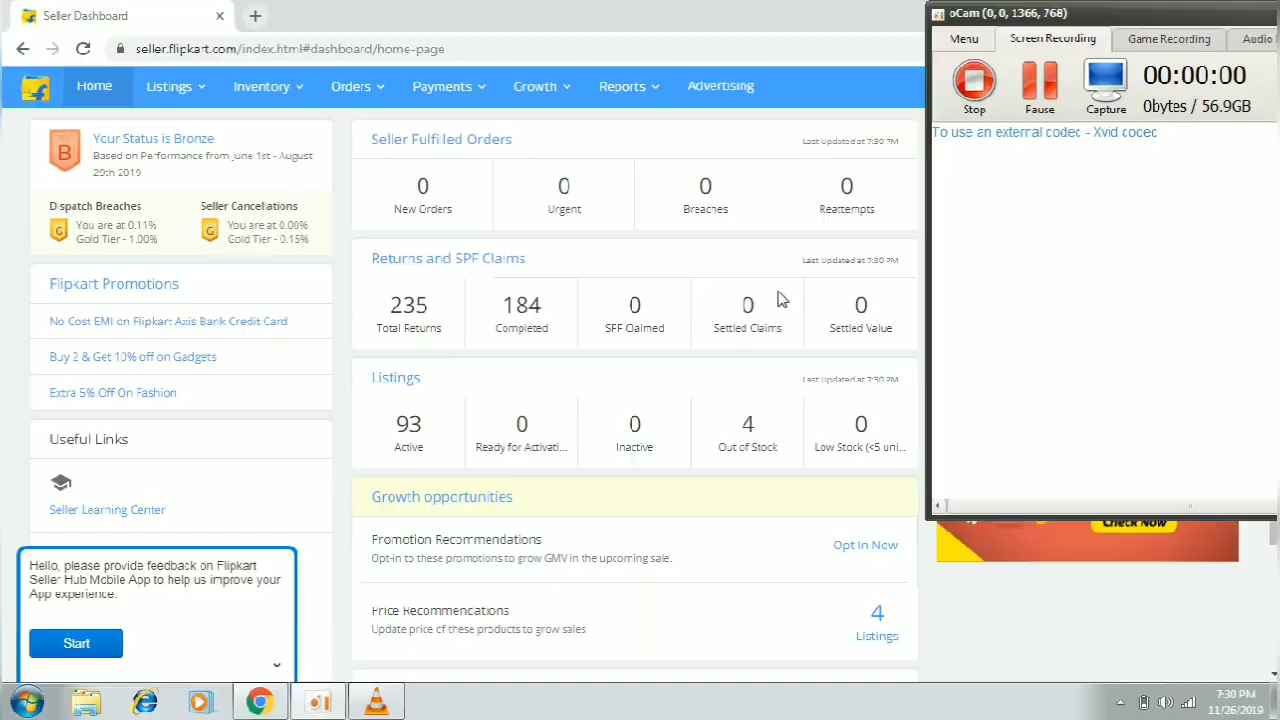 Seller Dashboard
seller.flipkart.com/index.html#dashboard/home-page
Home
Listings
Inventory
Orders
Payments
Growth
Reports
Advertising
B
Your Status is Bronze
Based on Performance from June 1st - August
29th 2019
Dispatch Breaches
Seller Cancellations
G
You are at 0.11%
Gold Tier - 1.00%
G
You are at 0.00%
Gold Tier - 0.15%
Flipkart Promotions
No Cost EMI on Flipkart Axis Bank Credit Card
Buy 2 & Get 10% off on Gadgets
Extra 5% Off On Fashion
Useful Links
Seller Learning Center
Hello, please provide feedback on Flipkart
Seller Hub Mobile App to help us improve your
App experience.
Start
Seller Fulfilled Orders
Last Updated at 7:30 PM
0
New Orders
0
Urgent
0
Breaches
0
Reattempts
Returns and SPF Claims
Last Updated at 7:30 PM
235
Total Returns
184
Completed
0
SPF Claimed
0
Settled Claims
0
Settled Value
Listings
Last Updated at 7:30 PM
93
Active
0
Ready for Activati...
0
Inactive
4
Out of Stock
0
Low Stock (<5 uni...
Growth opportunities
Promotion Recommendations
Opt-in to these promotions to grow GMV in the upcoming sale.
Opt In Now
Price Recommendations
Update price of these products to grow sales
4
Listings
oCam (0, 0, 1366, 768)
Menu
Screen Recording
Game Recording
Audio
Stop
Pause
Capture
00:00:00
0bytes / 56.9GB
To use an external codec - Xvid codec
Check Now
7:30 PM
11/26/2019